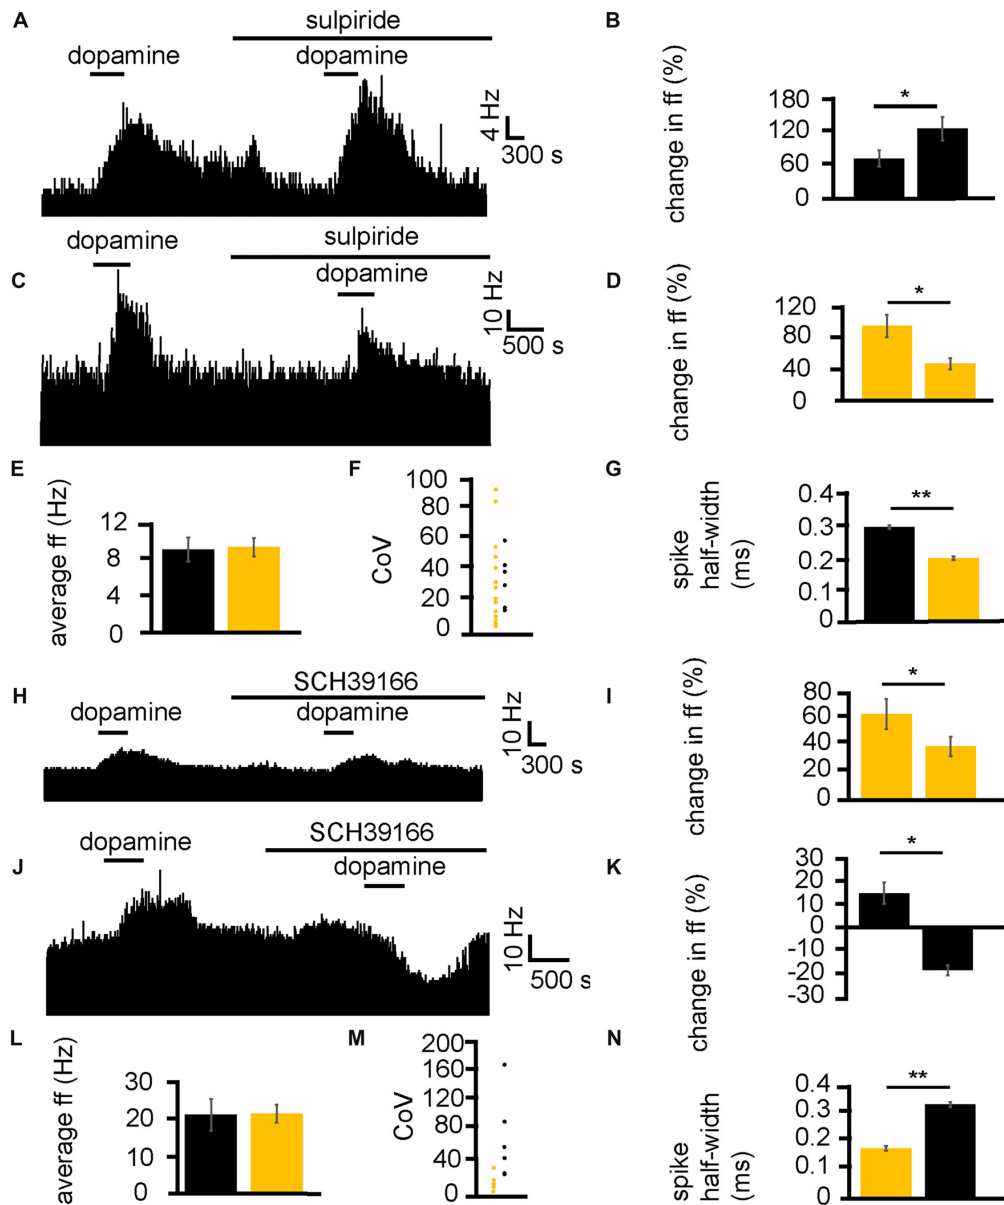 A
sulpiride
dopamine
dopamine
4 Hz
300 s
B
change in ff (%)
180
120
60
0
*
C
sulpiride
dopamine
dopamine
10 Hz
500 s
D
change in ff (%)
120
80
40
0
*
E
average ff (Hz)
12
8
4
0
F
CoV
100
80
60
40
20
0
G
spike
half-width
(ms)
0.4
0.3
0.2
0.1
0
**
H
SCH39166
dopamine
dopamine
10 Hz
300 s
I
change in ff (%)
80
60
40
20
0
*
J
SCH39166
dopamine
dopamine
10 Hz
500 s
K
change in ff (%)
30
20
10
0
-10
-20
-30
*
L
average ff (Hz)
30
20
10
0
M
CoV
200
160
120
80
40
0
N
spike
half-width
(ms)
0.4
0.3
0.2
0.1
0
**